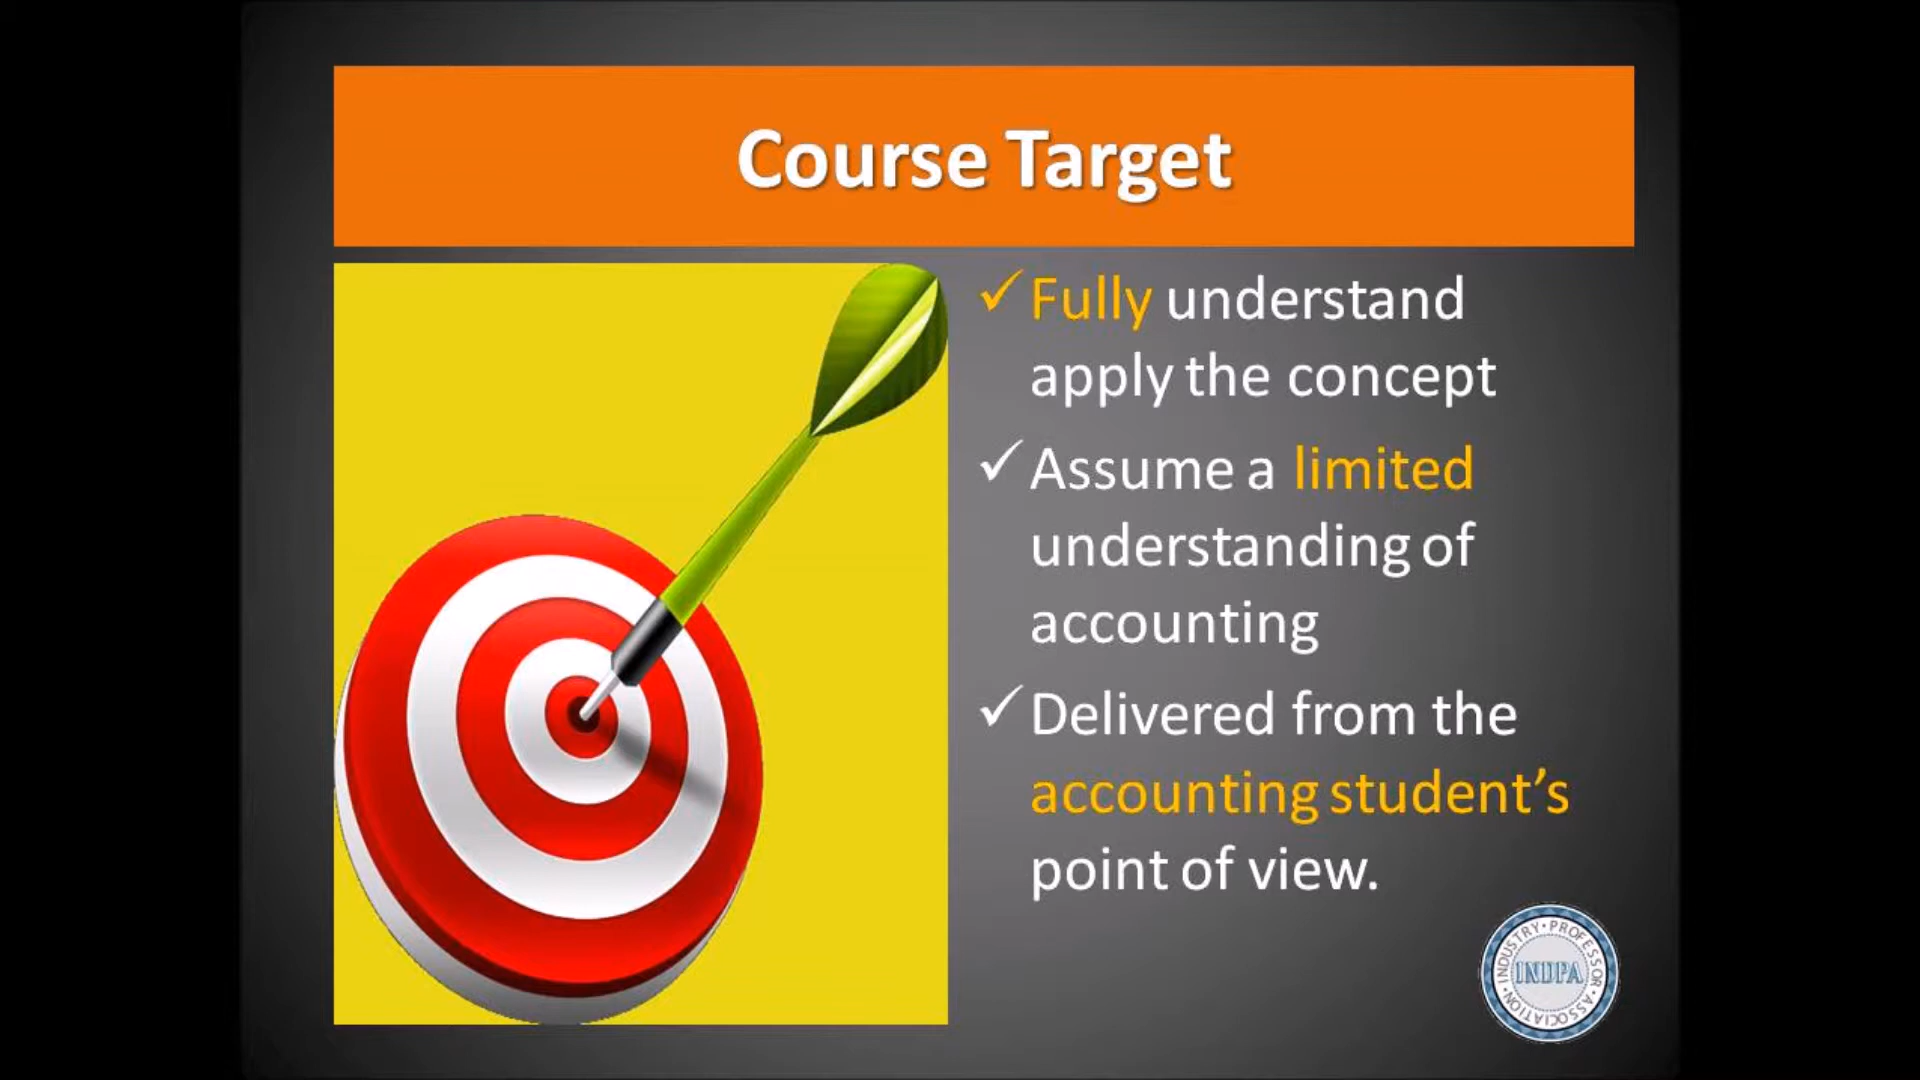 Course Target
✓Fully understand
apply the concept
✓Assume a limited
understanding of
accounting
✓Delivered from the
accounting student’s
point of view.
INDUSTRY • PROFESSOR • ASSOCIATION •
INDPA